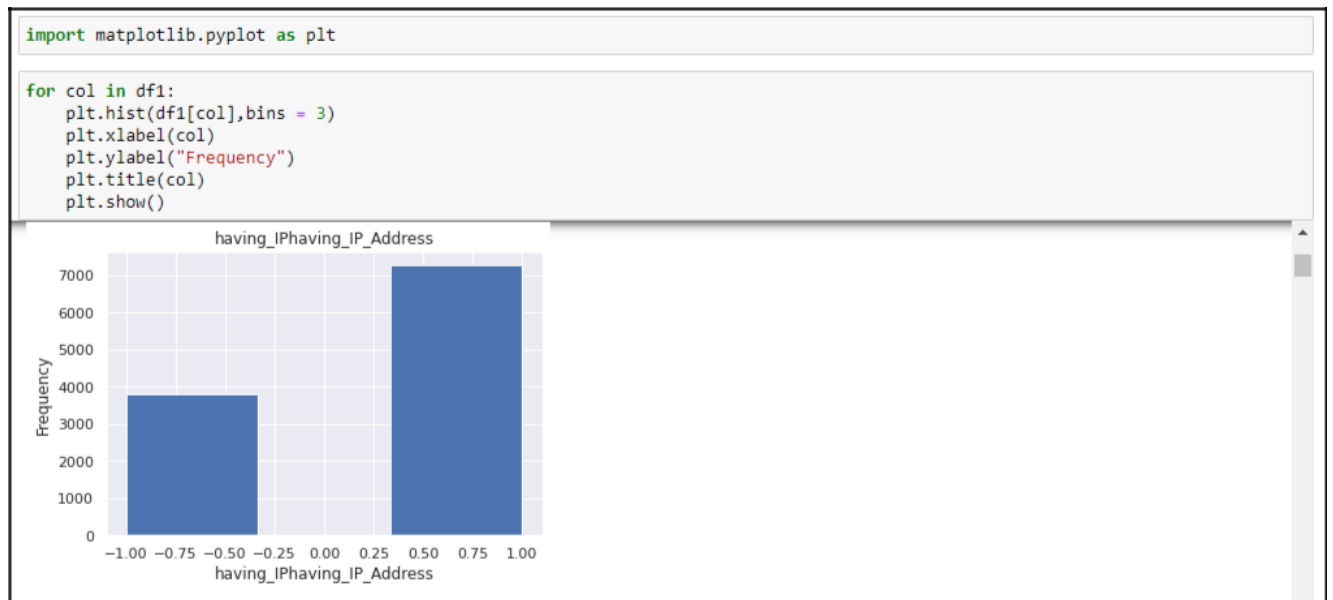 import matplotlib.pyplot as plt
for col in df1:
    plt.hist(df1[col],bins = 3)
    plt.xlabel(col)
    plt.ylabel("Frequency")
    plt.title(col)
    plt.show()
having_IPhaving_IP_Address
7000
6000
5000
4000
3000
2000
1000
0
Frequency
−1.00 −0.75 −0.50 −0.25 0.00 0.25 0.50 0.75 1.00
having_IPhaving_IP_Address